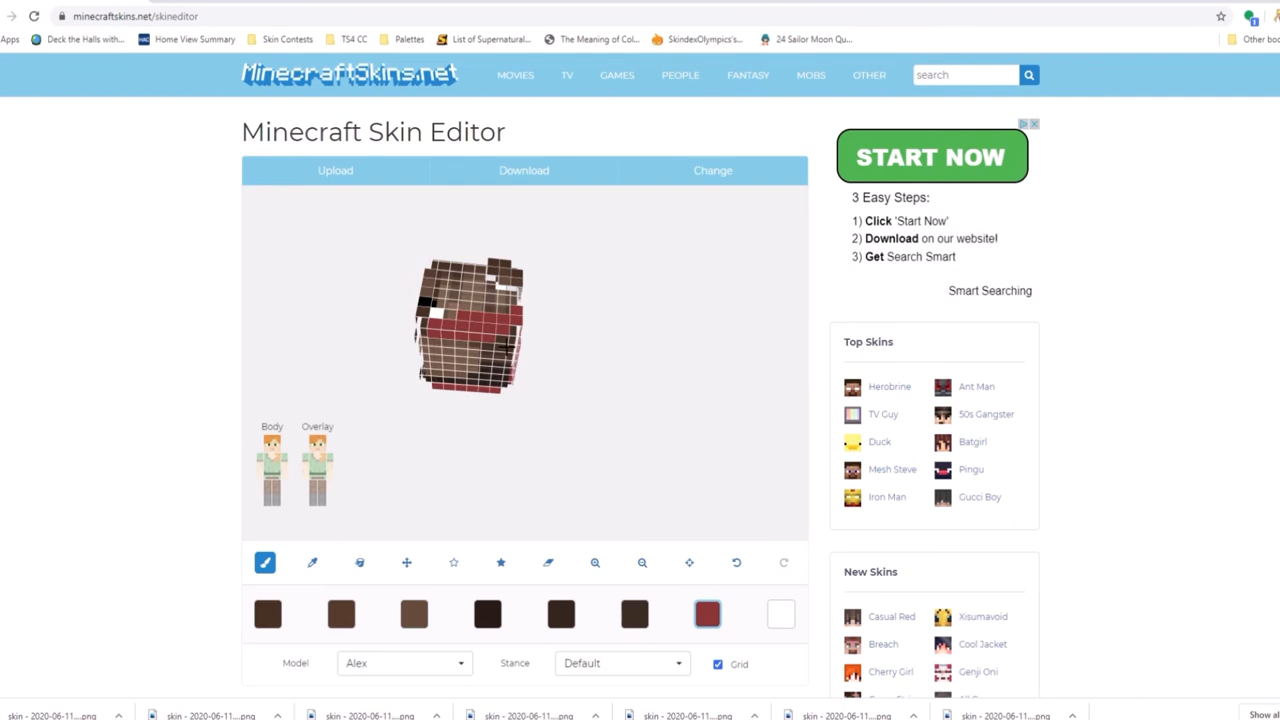 minecraftskins.net/skineditor
Apps Deck the Halls with... Home View Summary Skin Contests TS4 CC Palettes List of Supernatural... The Meaning of Col... SkindexOlympics's... 24 Sailor Moon Qu... Other boo
MinecraftSkins.net MOVIES TV GAMES PEOPLE FANTASY MOBS OTHER search
Minecraft Skin Editor
Upload Download Change
START NOW
3 Easy Steps:
1) Click 'Start Now'
2) Download on our website!
3) Get Search Smart
Smart Searching
Top Skins
Herobrine Ant Man
TV Guy 50s Gangster
Duck Batgirl
Mesh Steve Pingu
Iron Man Gucci Boy
Body Overlay
New Skins
Casual Red Xisumavoid
Breach Cool Jacket
Cherry Girl Genji Oni
Model Alex Stance Default Grid
skin - 2020-06-11....png skin - 2020-06-11....png skin - 2020-06-11....png skin - 2020-06-11....png skin - 2020-06-11....png skin - 2020-06-11....png skin - 2020-06-11....png Show al